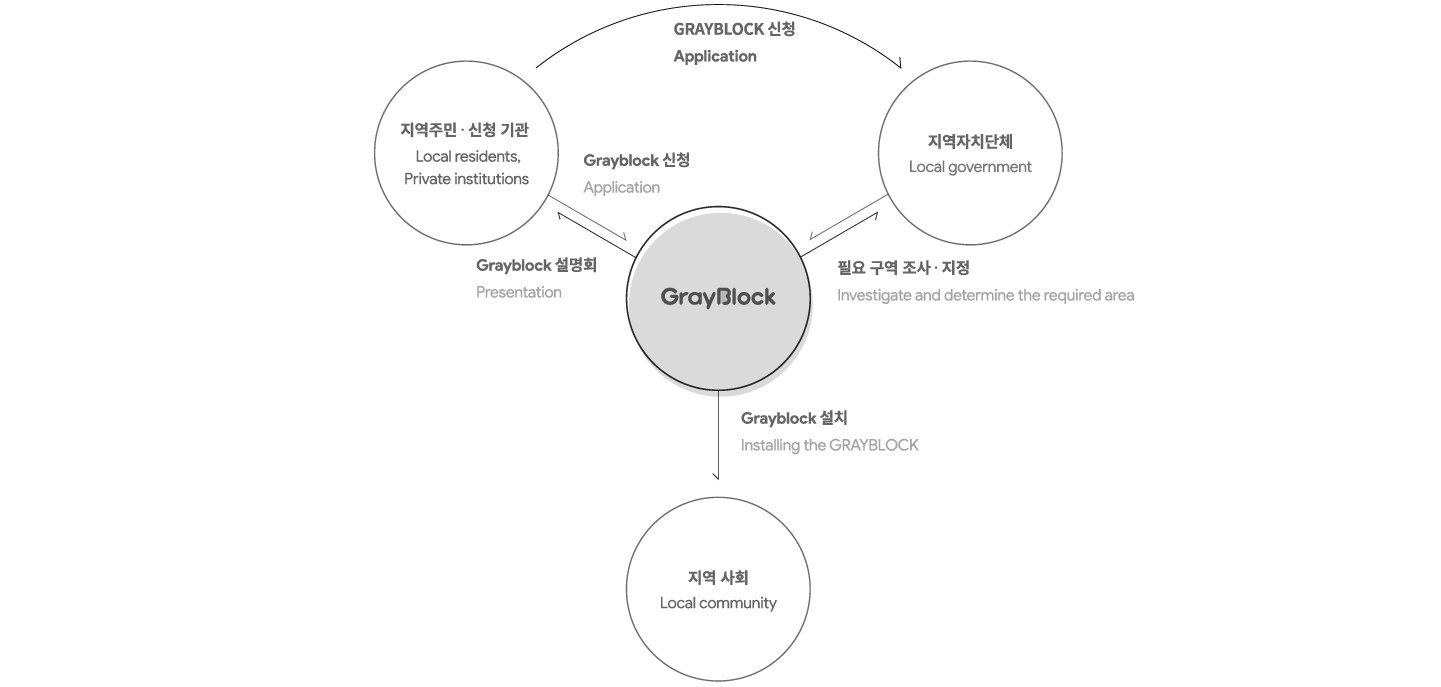 GRAYBLOCK 신청
Application
지역주민 · 신청 기관
Local residents,
Private institutions
지역자치단체
Local government
Grayblock 신청
Application
Grayblock 설명회
Presentation
필요 구역 조사 · 지정
Investigate and determine the required area
GrayBlock
Grayblock 설치
Installing the GRAYBLOCK
지역 사회
Local community